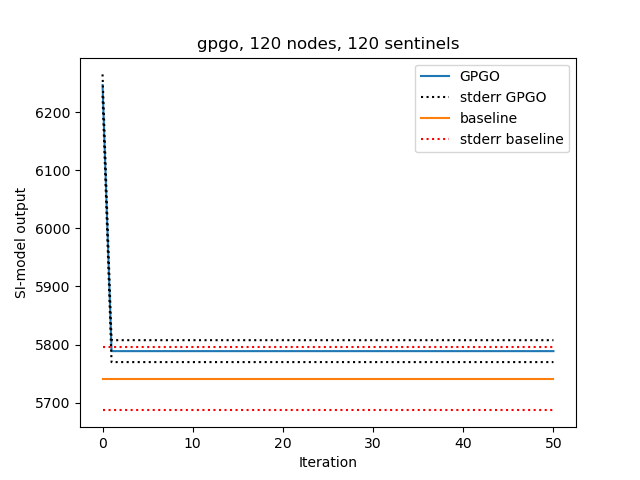 gpgo, 120 nodes, 120 sentinels
GPGO
stderr GPGO
baseline
stderr baseline
6200
6100
6000
5900
5800
5700
SI-model output
0 10 20 30 40 50
Iteration